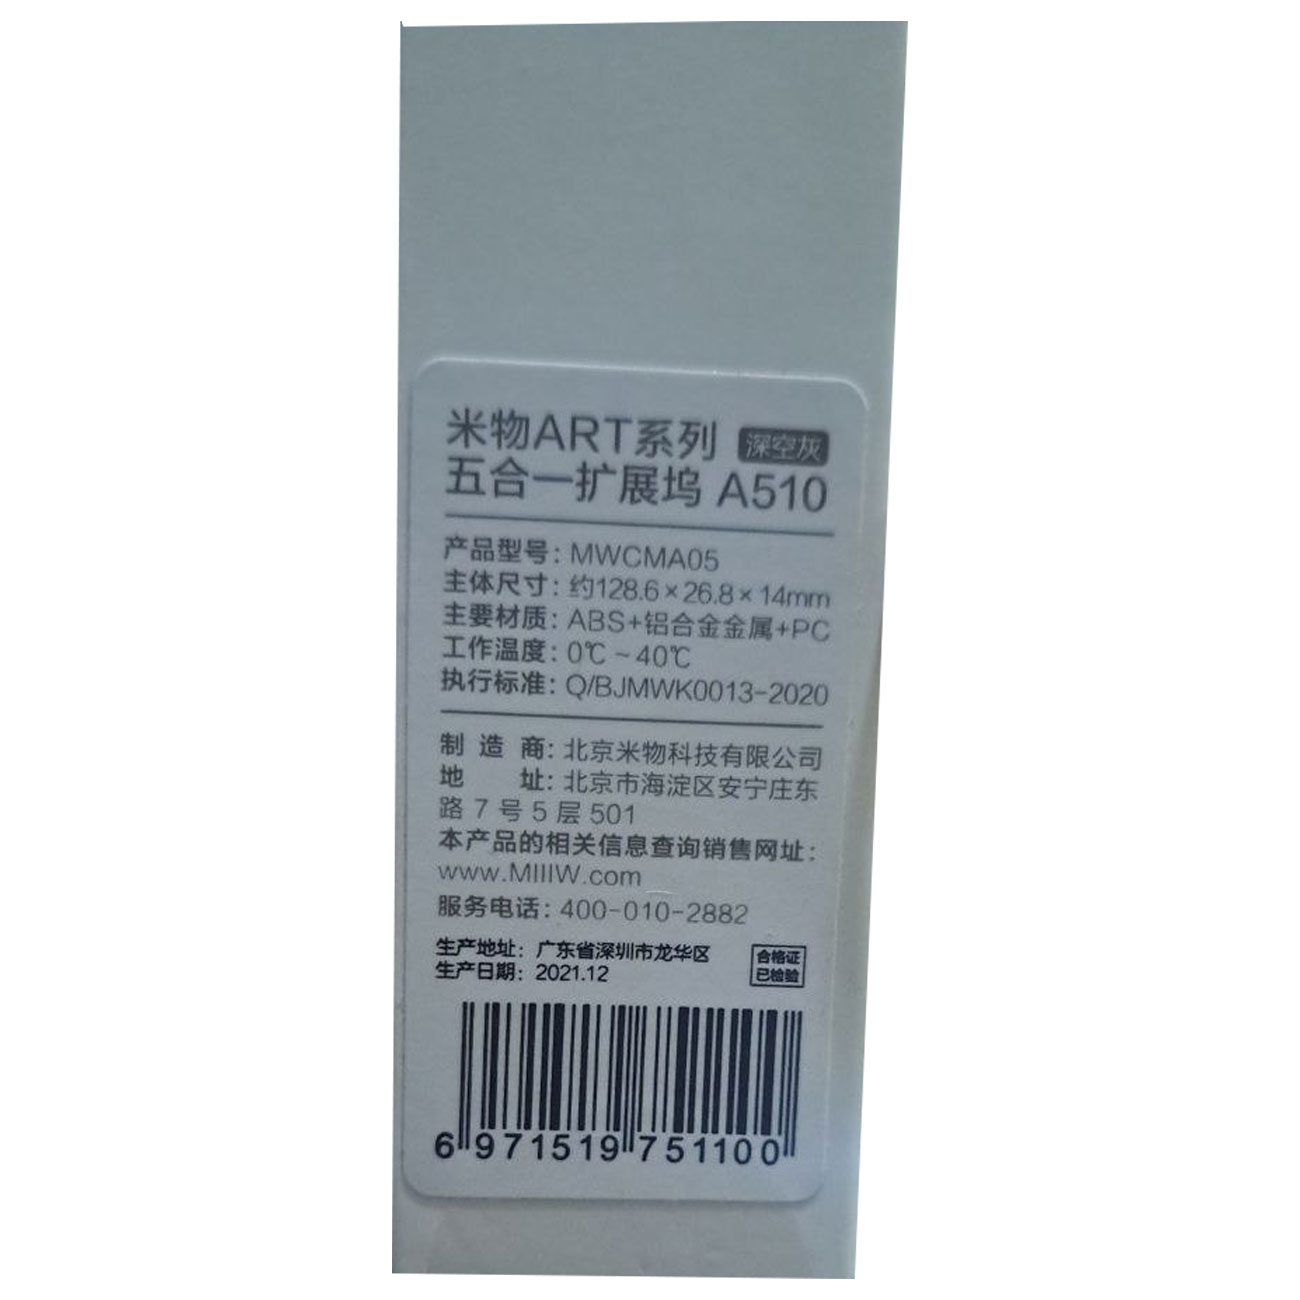 米物ART系列 深空灰
五合一扩展坞 A510
产品型号: MWCMA05
主体尺寸: 约128.6×26.8×14mm
主要材质: ABS+铝合金金属+PC
工作温度: 0℃~40℃
执行标准: Q/BJMWK0013-2020
制 造 商: 北京米物科技有限公司
地 址: 北京市海淀区安宁庄东
路 7 号 5 层 501
本产品的相关信息查询销售网址:
www.MIIIW.com
服务电话: 400-010-2882
生产地址: 广东省深圳市龙华区
生产日期: 2021.12
合格证
已检验
6 971519 751100